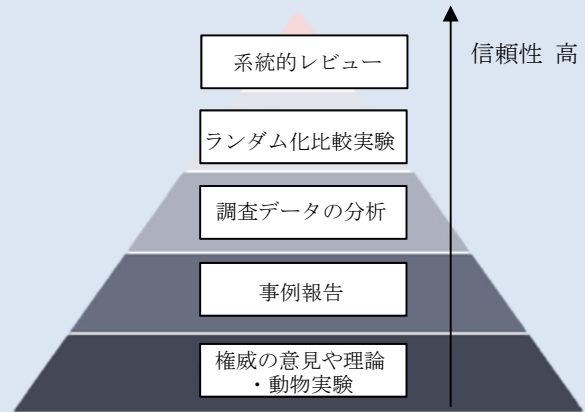 系統的レビュー
信頼性 高
ランダム化比較実験
調査データの分析
事例報告
権威の意見や理論
・動物実験